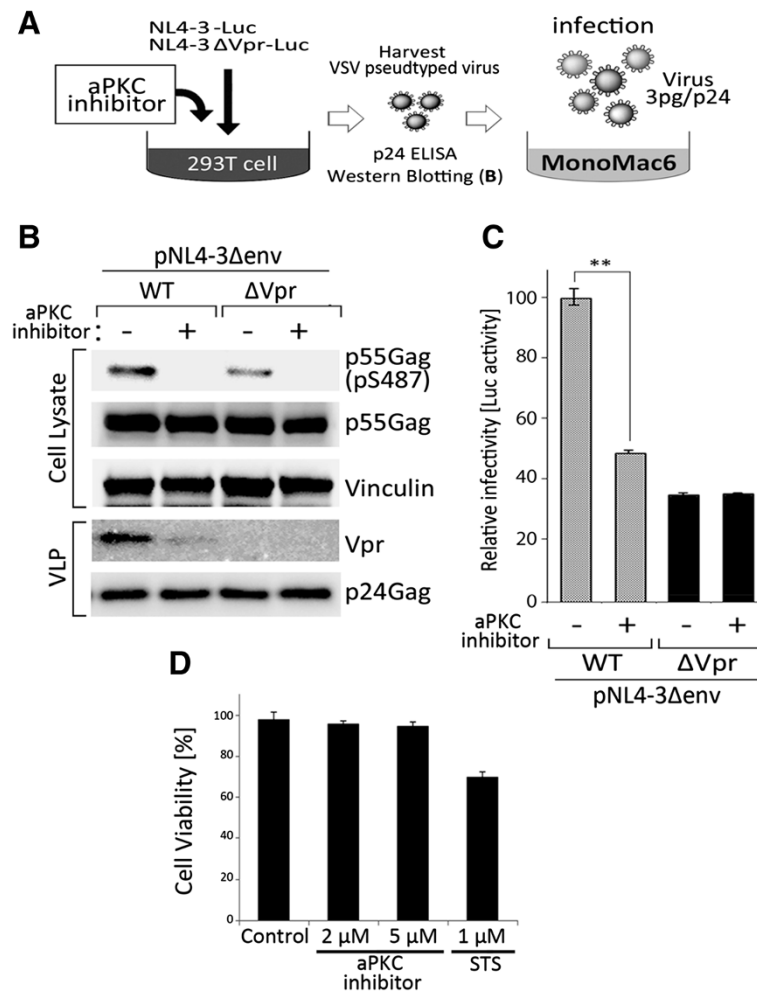 A
NL4-3 -Luc
NL4-3 ΔVpr-Luc
aPKC
inhibitor
293T cell
Harvest
VSV pseudtyped virus
p24 ELISA
Western Blotting (B)
infection
Virus
3pg/p24
MonoMac6
B
pNL4-3Δenv
WT ΔVpr
aPKC
inhibitor : - + - +
Cell Lysate
p55Gag
(pS487)
p55Gag
Vinculin
VLP
Vpr
p24Gag
C
Relative infectivity [Luc activity]
**
100
80
60
40
20
0
aPKC
inhibitor - + - +
WT ΔVpr
pNL4-3Δenv
D
Cell Viability [%]
100
80
60
40
20
0
Control 2 μM 5 μM 1 μM
aPKC
inhibitor
STS